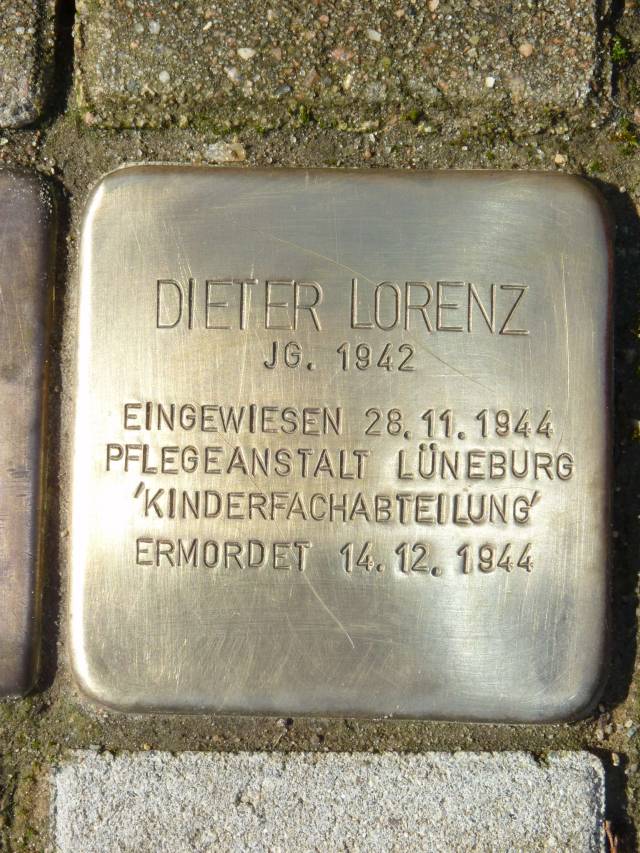 DIETER LORENZ
JG. 1942
EINGEWIESEN 28.11.1944
PFLEGEANSTALT LÜNEBURG
'KINDERFACHABTEILUNG'
ERMORDET 14.12.1944